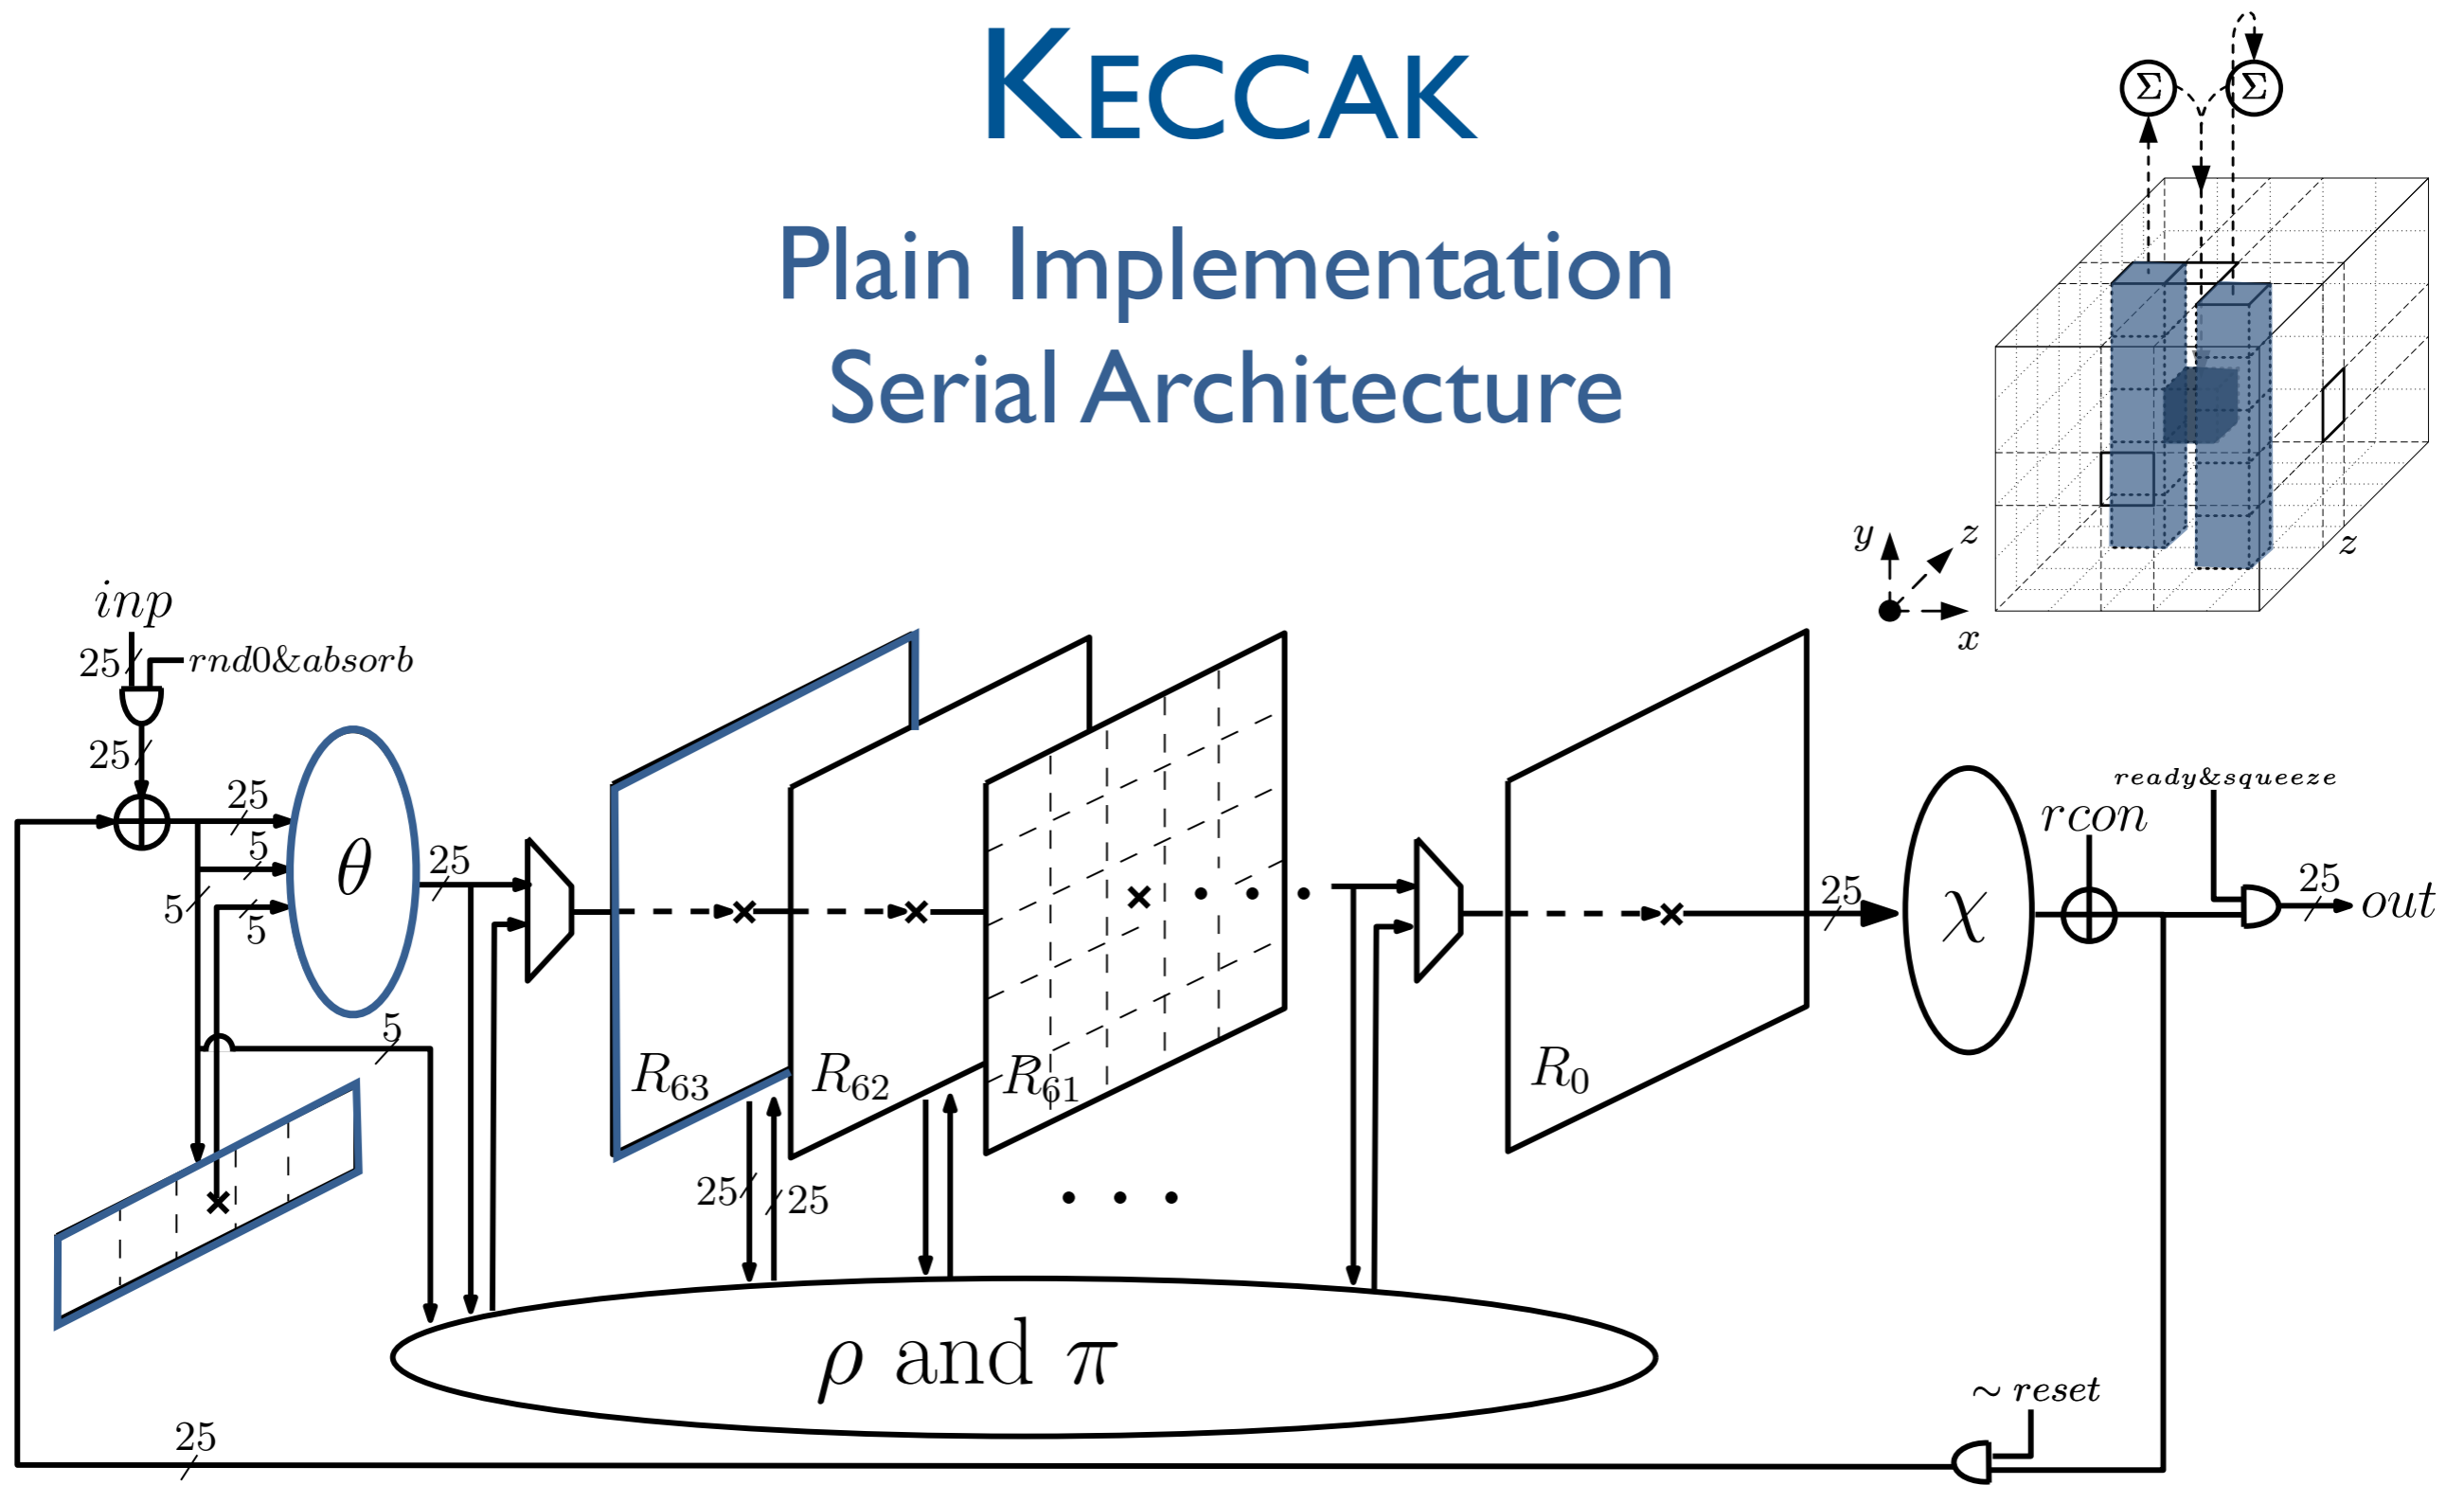 KECCAK
Plain Implementation
Serial Architecture
Σ Σ
y z
x
z
inp
25
rnd0&absorb
25
25
5
5
5
θ
25
5
R63
R62
R61
R0
25
25
25
χ
rcon
ready&squeeze
25
out
ρ and π
~ reset
25